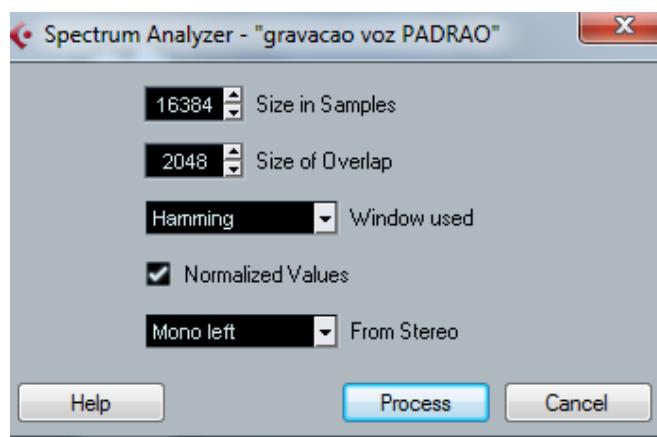 Spectrum Analyzer - "gravacao voz PADRAO"
16384 Size in Samples
2048 Size of Overlap
Hamming Window used
Normalized Values
Mono left From Stereo
Help Process Cancel